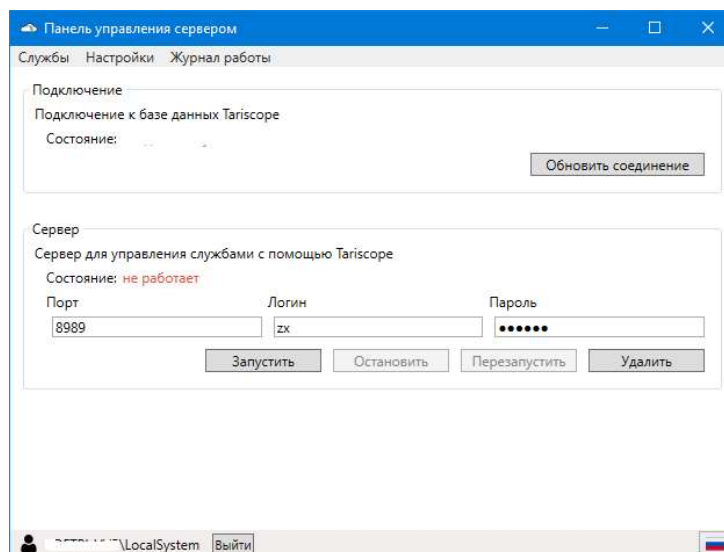 Панель управления сервером
Службы Настройки Журнал работы
Подключение
Подключение к базе данных Tariscope
Состояние:
Обновить соединение
Сервер
Сервер для управления службами с помощью Tariscope
Состояние: не работает
Порт Логин Пароль
8989 zx ●●●●●●
Запустить Остановить Перезапустить Удалить
\LocalSystem Выйти